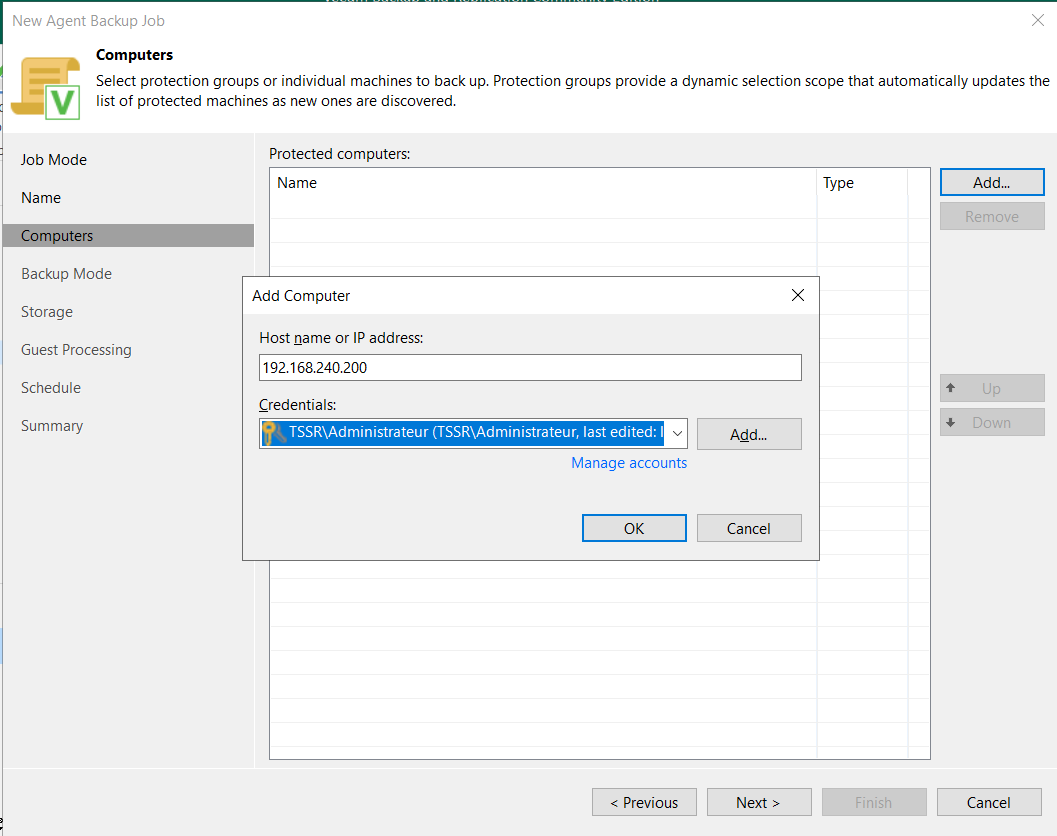 New Agent Backup Job
Computers
Select protection groups or individual machines to back up. Protection groups provide a dynamic selection scope that automatically updates the
list of protected machines as new ones are discovered.
Job Mode
Name
Computers
Backup Mode
Storage
Guest Processing
Schedule
Summary
Protected computers:
Name Type
Add...
Remove
Up
Down
Add Computer
Host name or IP address:
192.168.240.200
Credentials:
TSSR\Administrateur (TSSR\Administrateur, last edited:
Add...
Manage accounts
OK Cancel
< Previous Next > Finish Cancel